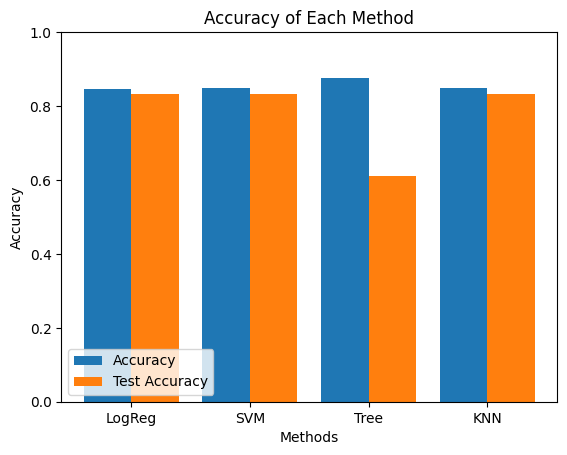 Accuracy of Each Method
Accuracy
1.0
0.8
0.6
0.4
0.2
0.0
Accuracy
Test Accuracy
LogReg SVM Tree KNN
Methods